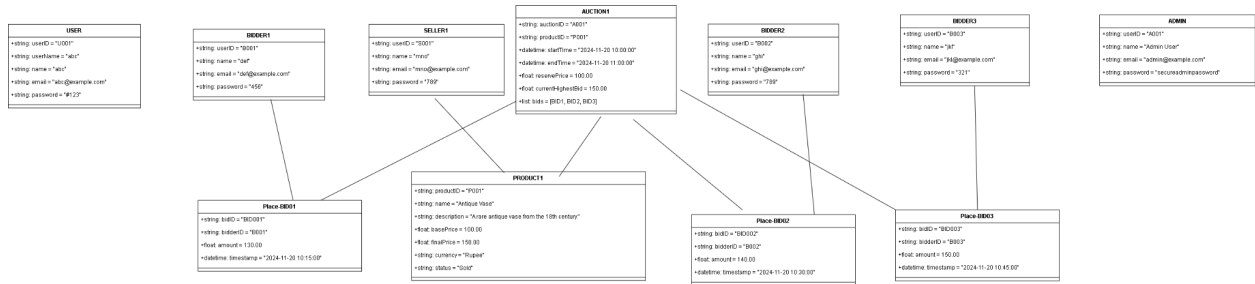 USER
+string: userID = "U001"
+string: userName = "abc"
+string: name = "abc"
+string: email = "abc@example.com"
+string: password = "#123"
BIDDER1
+string: userID = "B001"
+string: name = "def"
+string: email = "def@example.com"
+string: password = "456"
SELLER1
+string: userID = "S001"
+string: name = "mno"
+string: email = "mno@example.com"
+string: password = "789"
AUCTION1
+string: auctionID = "A001"
+string: productID = "P001"
+datetime: startTime = "2024-11-20 10:00:00"
+datetime: endTime = "2024-11-20 11:00:00"
+float: reservePrice = 100.00
+float: currentHighestBid = 150.00
+list: bids = [BID1, BID2, BID3]
BIDDER2
+string: userID = "B002"
+string: name = "ghi"
+string: email = "ghi@example.com"
+string: password = "789"
BIDDER3
+string: userID = "B003"
+string: name =
+string: email =
+string: password = "321"
ADMIN
+string: userID = "A001"
+string: name = "Admin User"
+string: email = "admin@example.com"
+string: password = "secureadminpassword"
Place-BID01
+string: bidID = "BID001"
+string: bidderID = "B001"
+float: amount = 130.00
+datetime: timestamp = "2024-11-20 10:15:00"
PRODUCT1
+string: productID = "P001"
+string: name = "Antique Vase"
+string: description = "A rare antique vase from the 18th century"
+float: basePrice = 100.00
+float: finalPrice = 150.00
+string: currency = "Rupee"
+string: status = "Sold"
Place-BID02
+string: bidID = "BID002"
+string: bidderID = "B002"
+float: amount = 140.00
+datetime: timestamp = "2024-11-20 10:30:00"
Place-BID03
+string: bidID = "BID003"
+string: bidderID = "B003"
+float: amount = 150.00
+datetime: timestamp = "2024-11-20 10:45:00"